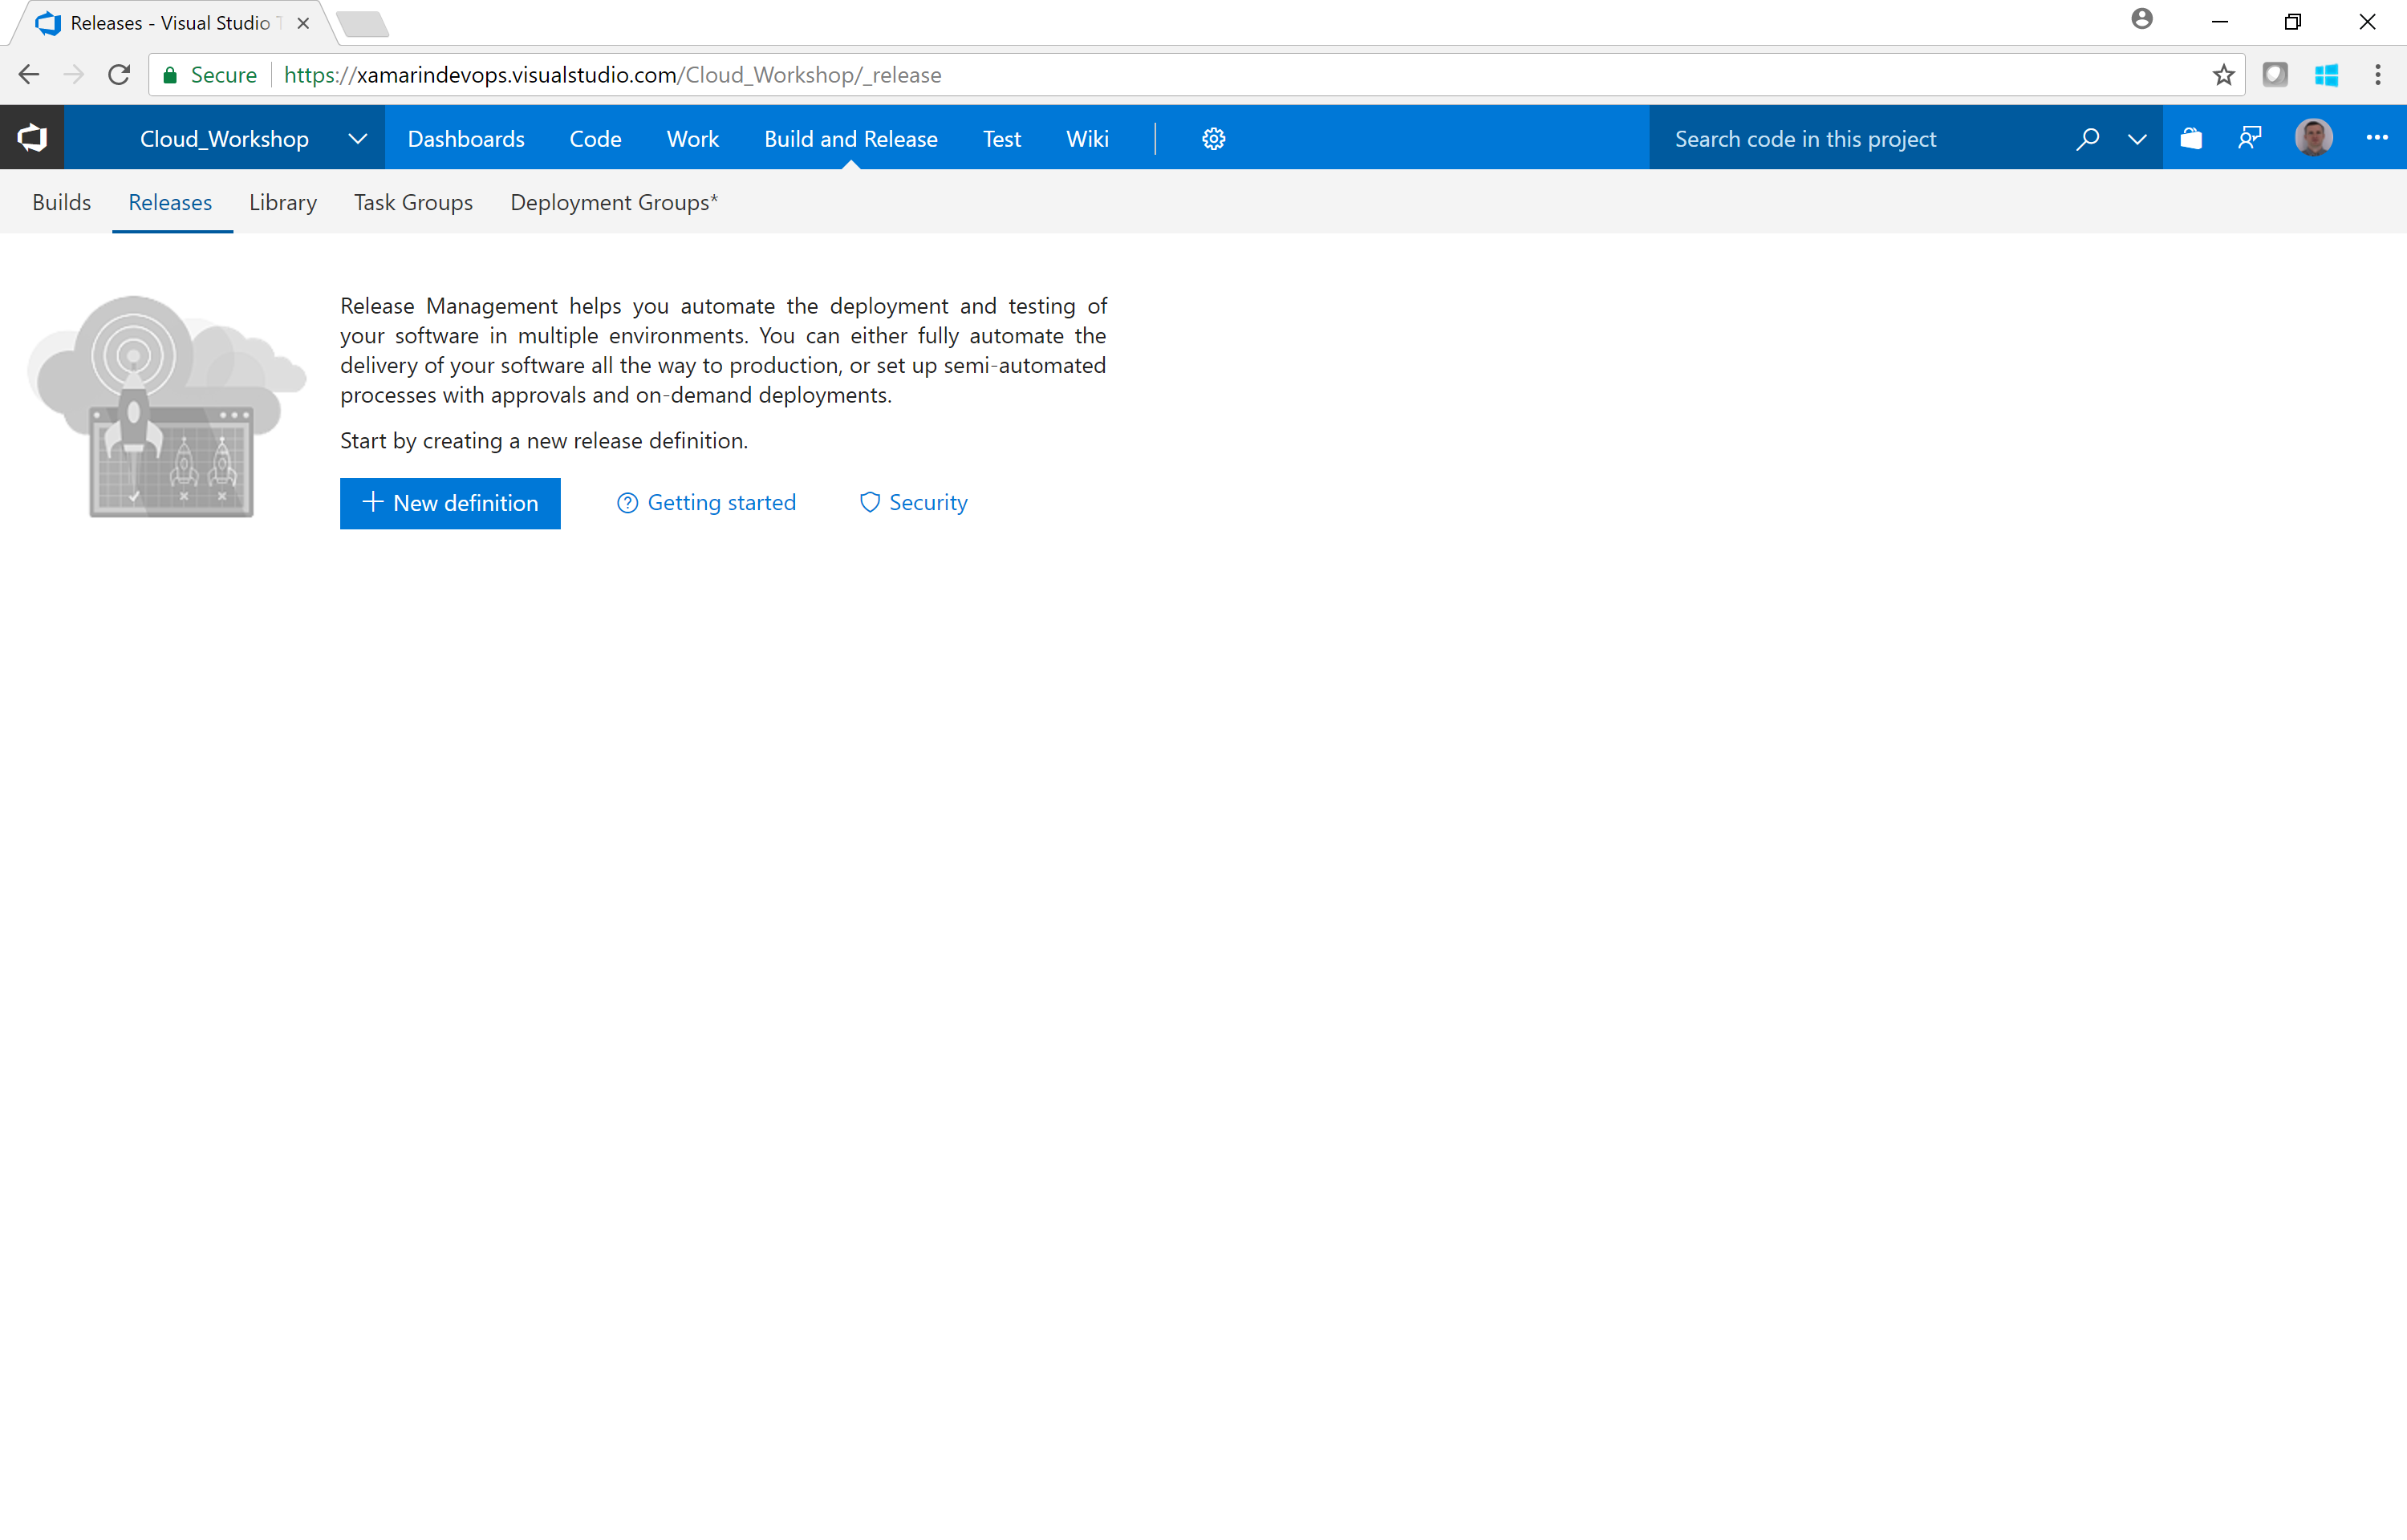 Releases - Visual Studio T
Secure https://xamarindevops.visualstudio.com/Cloud_Workshop/_release
Cloud_Workshop Dashboards Code Work Build and Release Test Wiki Search code in this project
Builds Releases Library Task Groups Deployment Groups*
Release Management helps you automate the deployment and testing of
your software in multiple environments. You can either fully automate the
delivery of your software all the way to production, or set up semi-automated
processes with approvals and on-demand deployments.
Start by creating a new release definition.
New definition Getting started Security